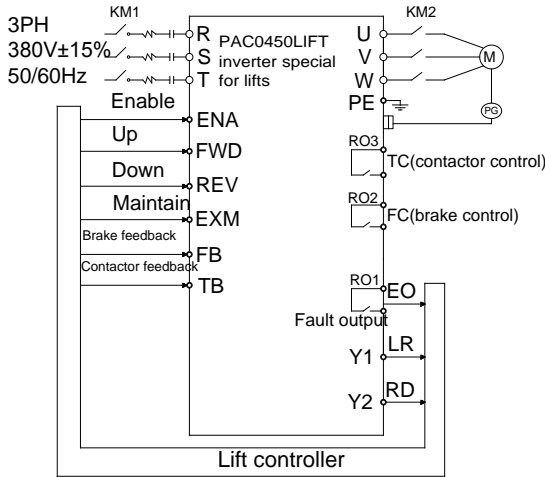 3PH
380V±15%
50/60Hz
KM1
R
S
T
PAC0450LIFT
inverter special
for lifts
U
V
W
PE
KM2
M
PG
Enable
ENA
Up
FWD
Down
REV
Maintain
EXM
Brake feedback
FB
Contactor feedback
TB
RO3
TC(contactor control)
RO2
FC(brake control)
RO1
EO
Fault output
Y1
LR
Y2
RD
Lift controller